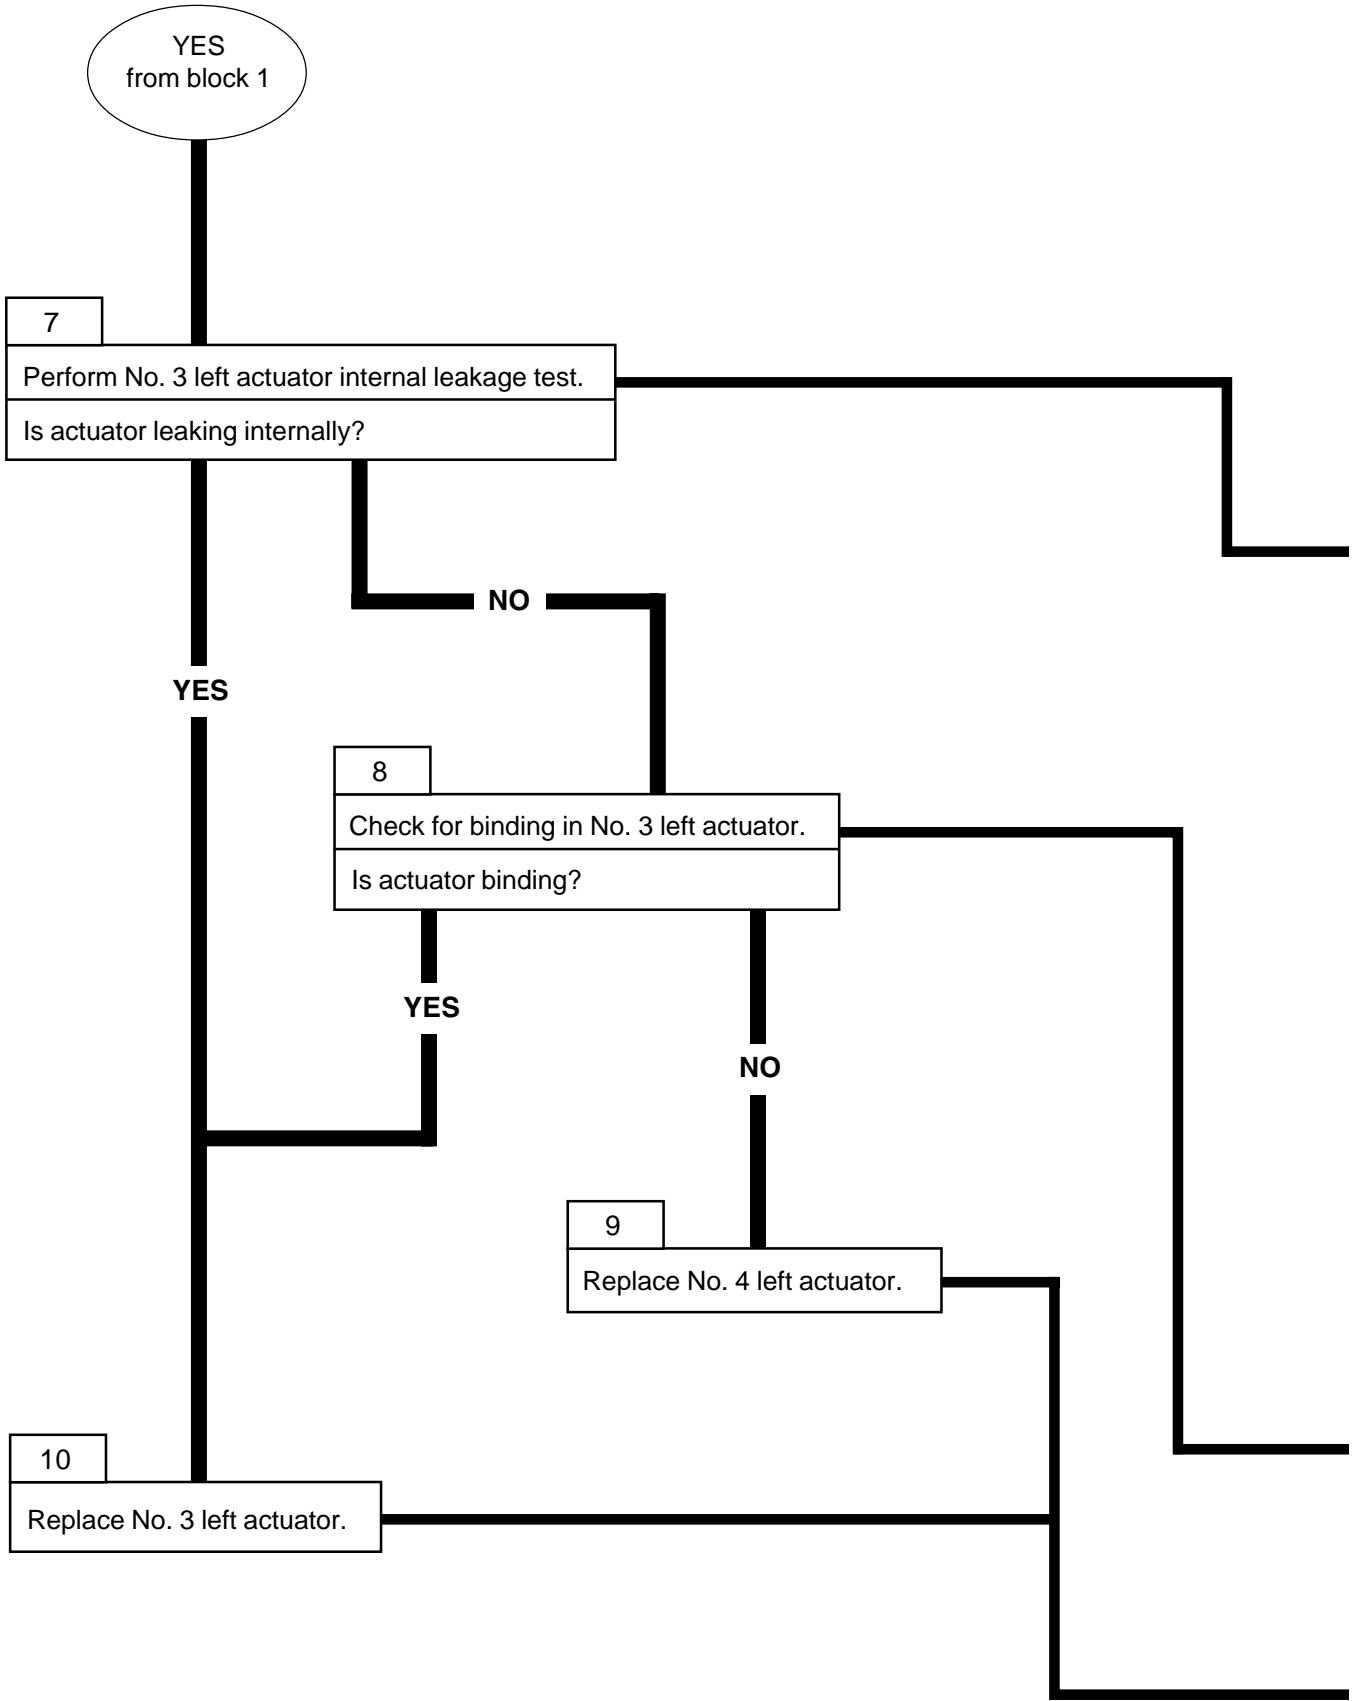 YES
from block 1
7
Perform No. 3 left actuator internal leakage test.
Is actuator leaking internally?
NO
YES
8
Check for binding in No. 3 left actuator.
Is actuator binding?
YES
NO
9
Replace No. 4 left actuator.
10
Replace No. 3 left actuator.